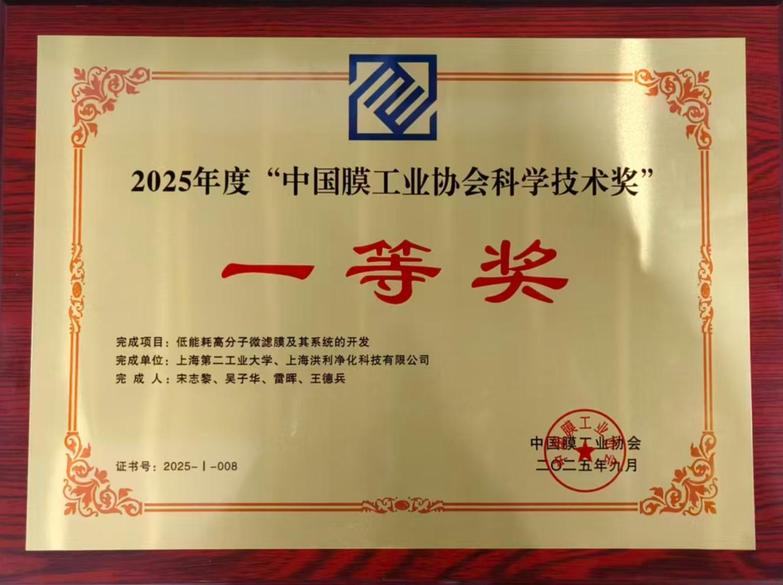 2025年度“中国膜工业协会科学技术奖”
一等奖
完成项目：低能耗高分子微滤膜及其系统的开发
完成单位：上海第二工业大学、上海洪利净化科技有限公司
完 成 人：宋志黎、吴子华、雷晖、王德兵
证书号：2025-Ⅰ-008
中国膜工业协会
二〇二五年九月